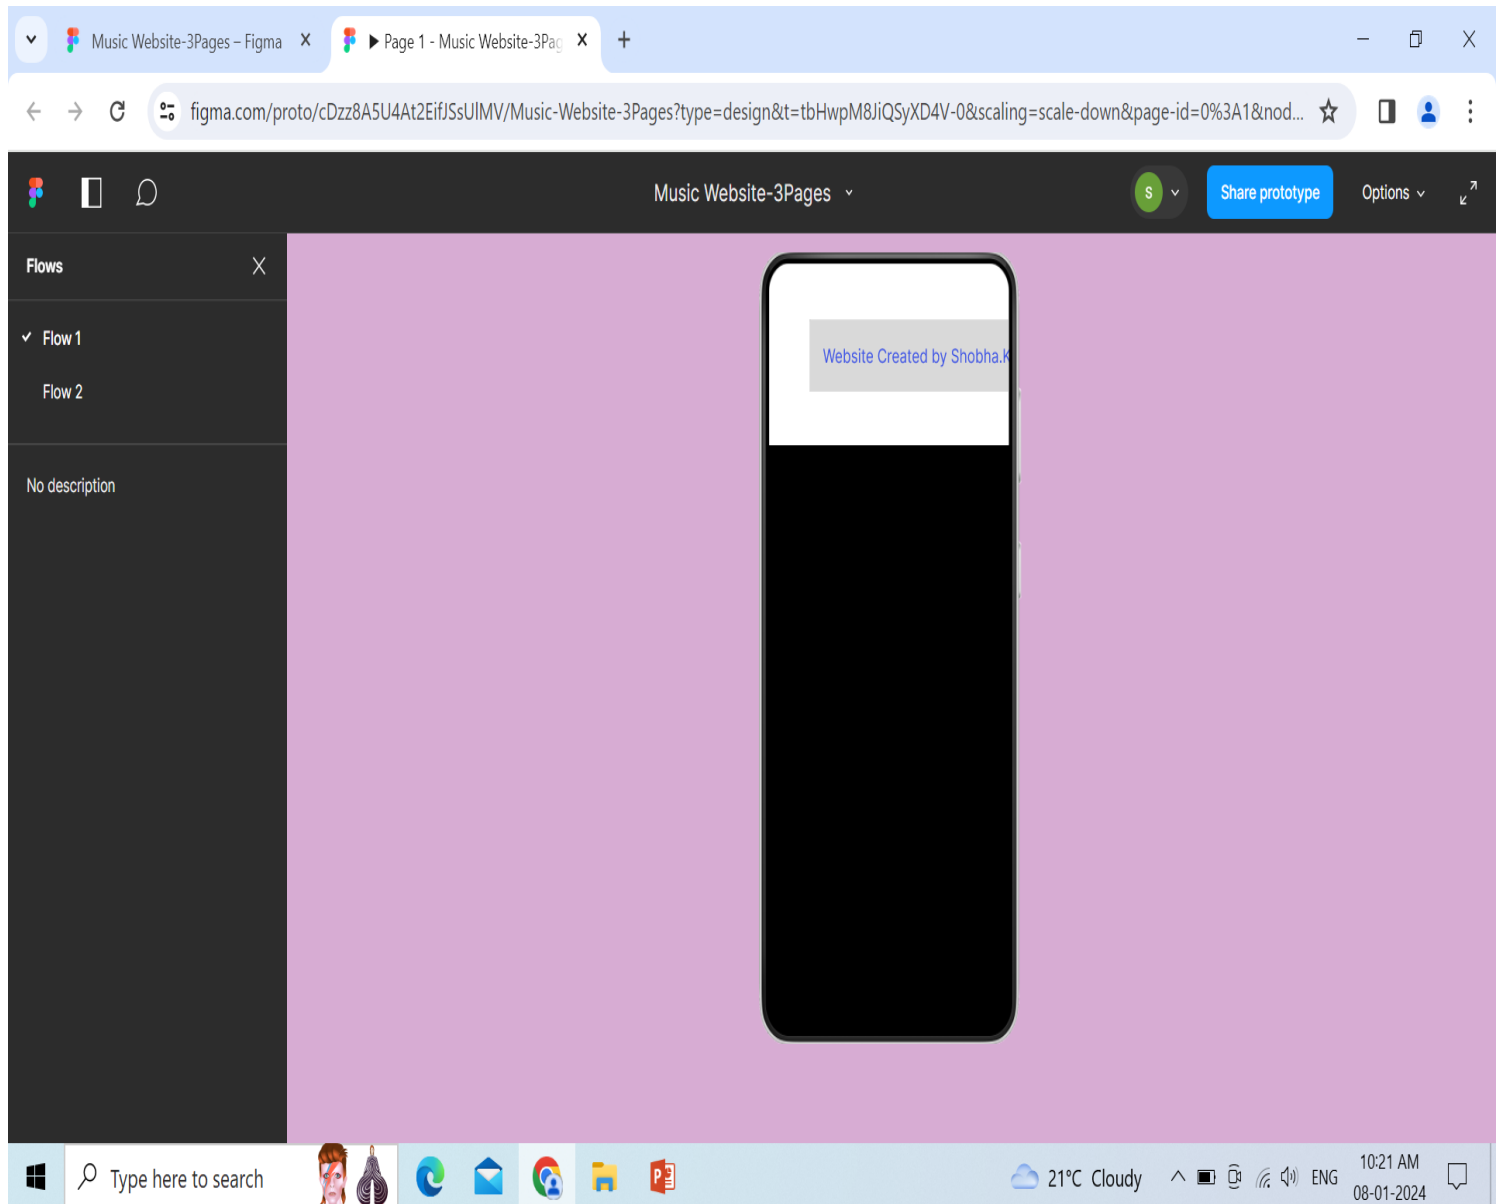 Music Website-3Pages – Figma
Page 1 - Music Website-3Pag
figma.com/proto/cDzz8A5U4At2EifJSsUlMV/Music-Website-3Pages?type=design&t=tbHwpM8JiQSyXD4V-0&scaling=scale-down&page-id=0%3A1&nod...
Music Website-3Pages
S
Share prototype
Options
Flows
Flow 1
Flow 2
No description
Website Created by Shobha.K
Type here to search
21°C Cloudy
ENG
10:21 AM
08-01-2024